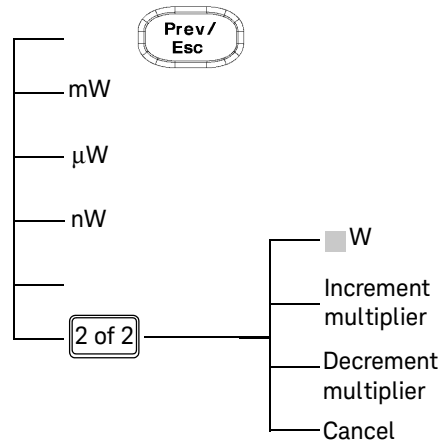 Prev/
Esc
mW
μW
nW
2 of 2
W
Increment
multiplier
Decrement
multiplier
Cancel